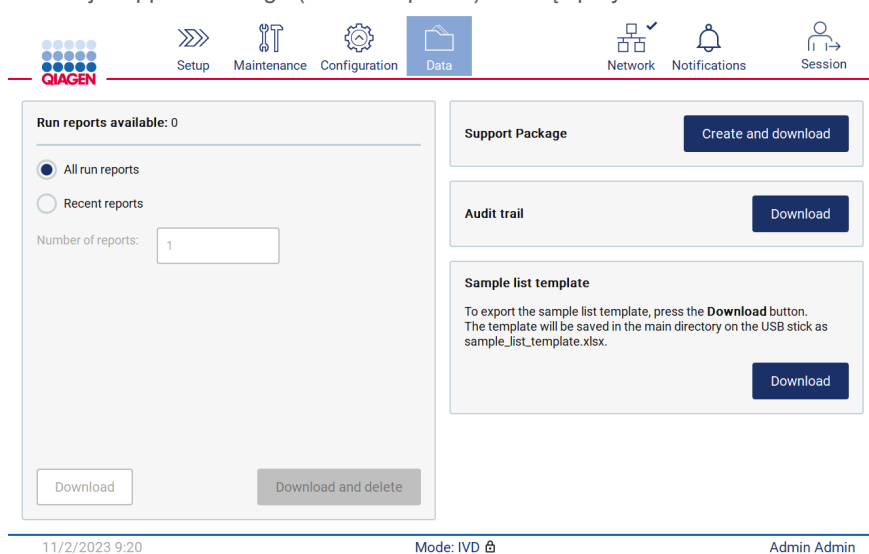 Setup
Maintenance
Configuration
Data
Network
Notifications
Session
QIAGEN
Run reports available: 0
All run reports
Recent reports
Number of reports:
1
Download
Download and delete
Support Package
Create and download
Audit trail
Download
Sample list template
To export the sample list template, press the Download button.
The template will be saved in the main directory on the USB stick as
sample_list_template.xlsx.
Download
11/2/2023 9:20
Mode: IVD
Admin Admin